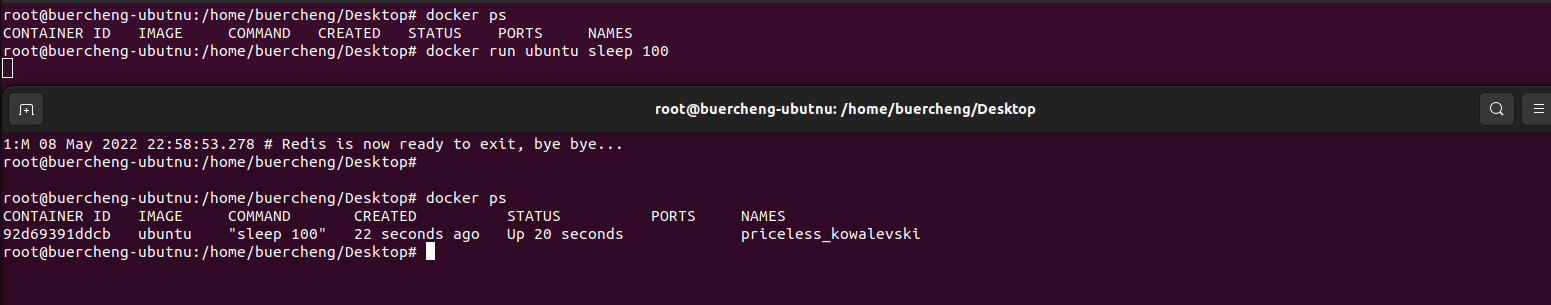 root@buercheng-ubutnu:/home/buercheng/Desktop# docker ps
CONTAINER ID   IMAGE     COMMAND   CREATED   STATUS    PORTS     NAMES
root@buercheng-ubutnu:/home/buercheng/Desktop# docker run ubuntu sleep 100
root@buercheng-ubutnu: /home/buercheng/Desktop
1:M 08 May 2022 22:58:53.278 # Redis is now ready to exit, bye bye...
root@buercheng-ubutnu:/home/buercheng/Desktop#
root@buercheng-ubutnu:/home/buercheng/Desktop# docker ps
CONTAINER ID   IMAGE     COMMAND       CREATED          STATUS          PORTS     NAMES
92d69391ddcb   ubuntu    "sleep 100"   22 seconds ago   Up 20 seconds             priceless_kowalevski
root@buercheng-ubutnu:/home/buercheng/Desktop#